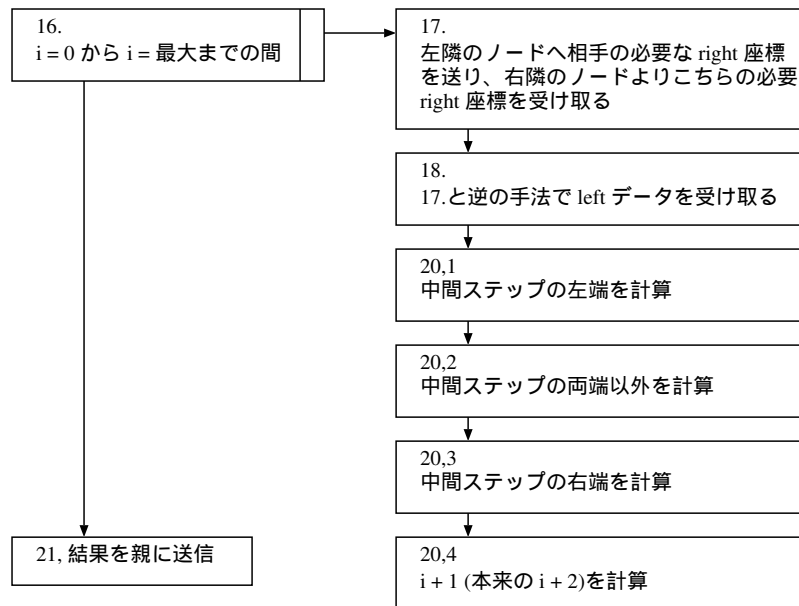 16.
i = 0 から i = 最大までの間
17.
左隣のノードへ相手の必要な right 座標
を送り、右隣のノードよりこちらの必要
right 座標を受け取る
18.
17.と逆の手法で left データを受け取る
20,1
中間ステップの左端を計算
20,2
中間ステップの両端以外を計算
20,3
中間ステップの右端を計算
21, 結果を親に送信
20,4
i + 1 (本来の i + 2)を計算